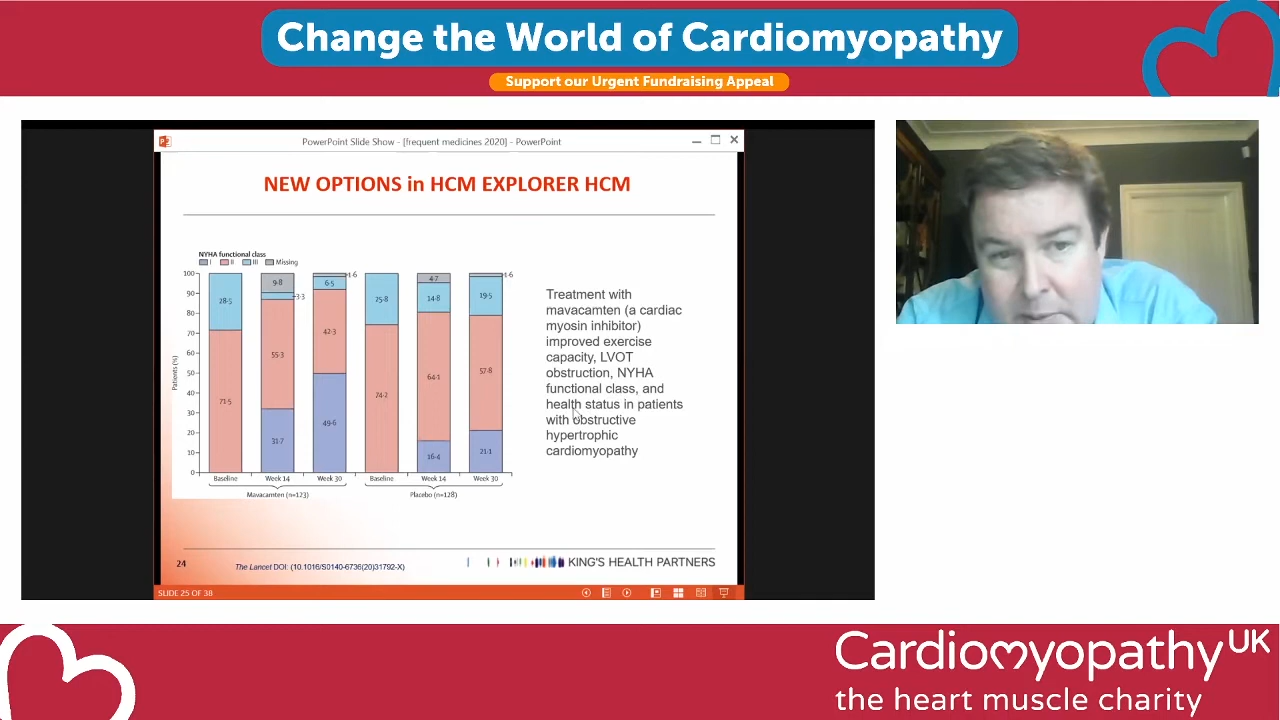 Change the World of Cardiomyopathy
Support our Urgent Fundraising Appeal
PowerPoint Slide Show - [frequent medicines 2020] - PowerPoint
NEW OPTIONS in HCM EXPLORER HCM
NYHA functional class
I II III Missing
Patients (%)
100
90
80
70
60
50
40
30
20
10
0
28·5
71·5
9·8
3·3
55·3
31·7
1·6
6·5
42·3
49·6
25·8
74·2
4·7
14·8
64·1
16·4
1·6
19·5
57·8
21·1
Baseline Week 14 Week 30 Baseline Week 14 Week 30
Mavacamten (n=123) Placebo (n=128)
Treatment with
mavacamten (a cardiac
myosin inhibitor)
improved exercise
capacity, LVOT
obstruction, NYHA
functional class, and
health status in patients
with obstructive
hypertrophic
cardiomyopathy
24
The Lancet DOI: (10.1016/S0140-6736(20)31792-X)
KING'S HEALTH PARTNERS
SLIDE 25 OF 38
Cardiomyopathy UK
the heart muscle charity